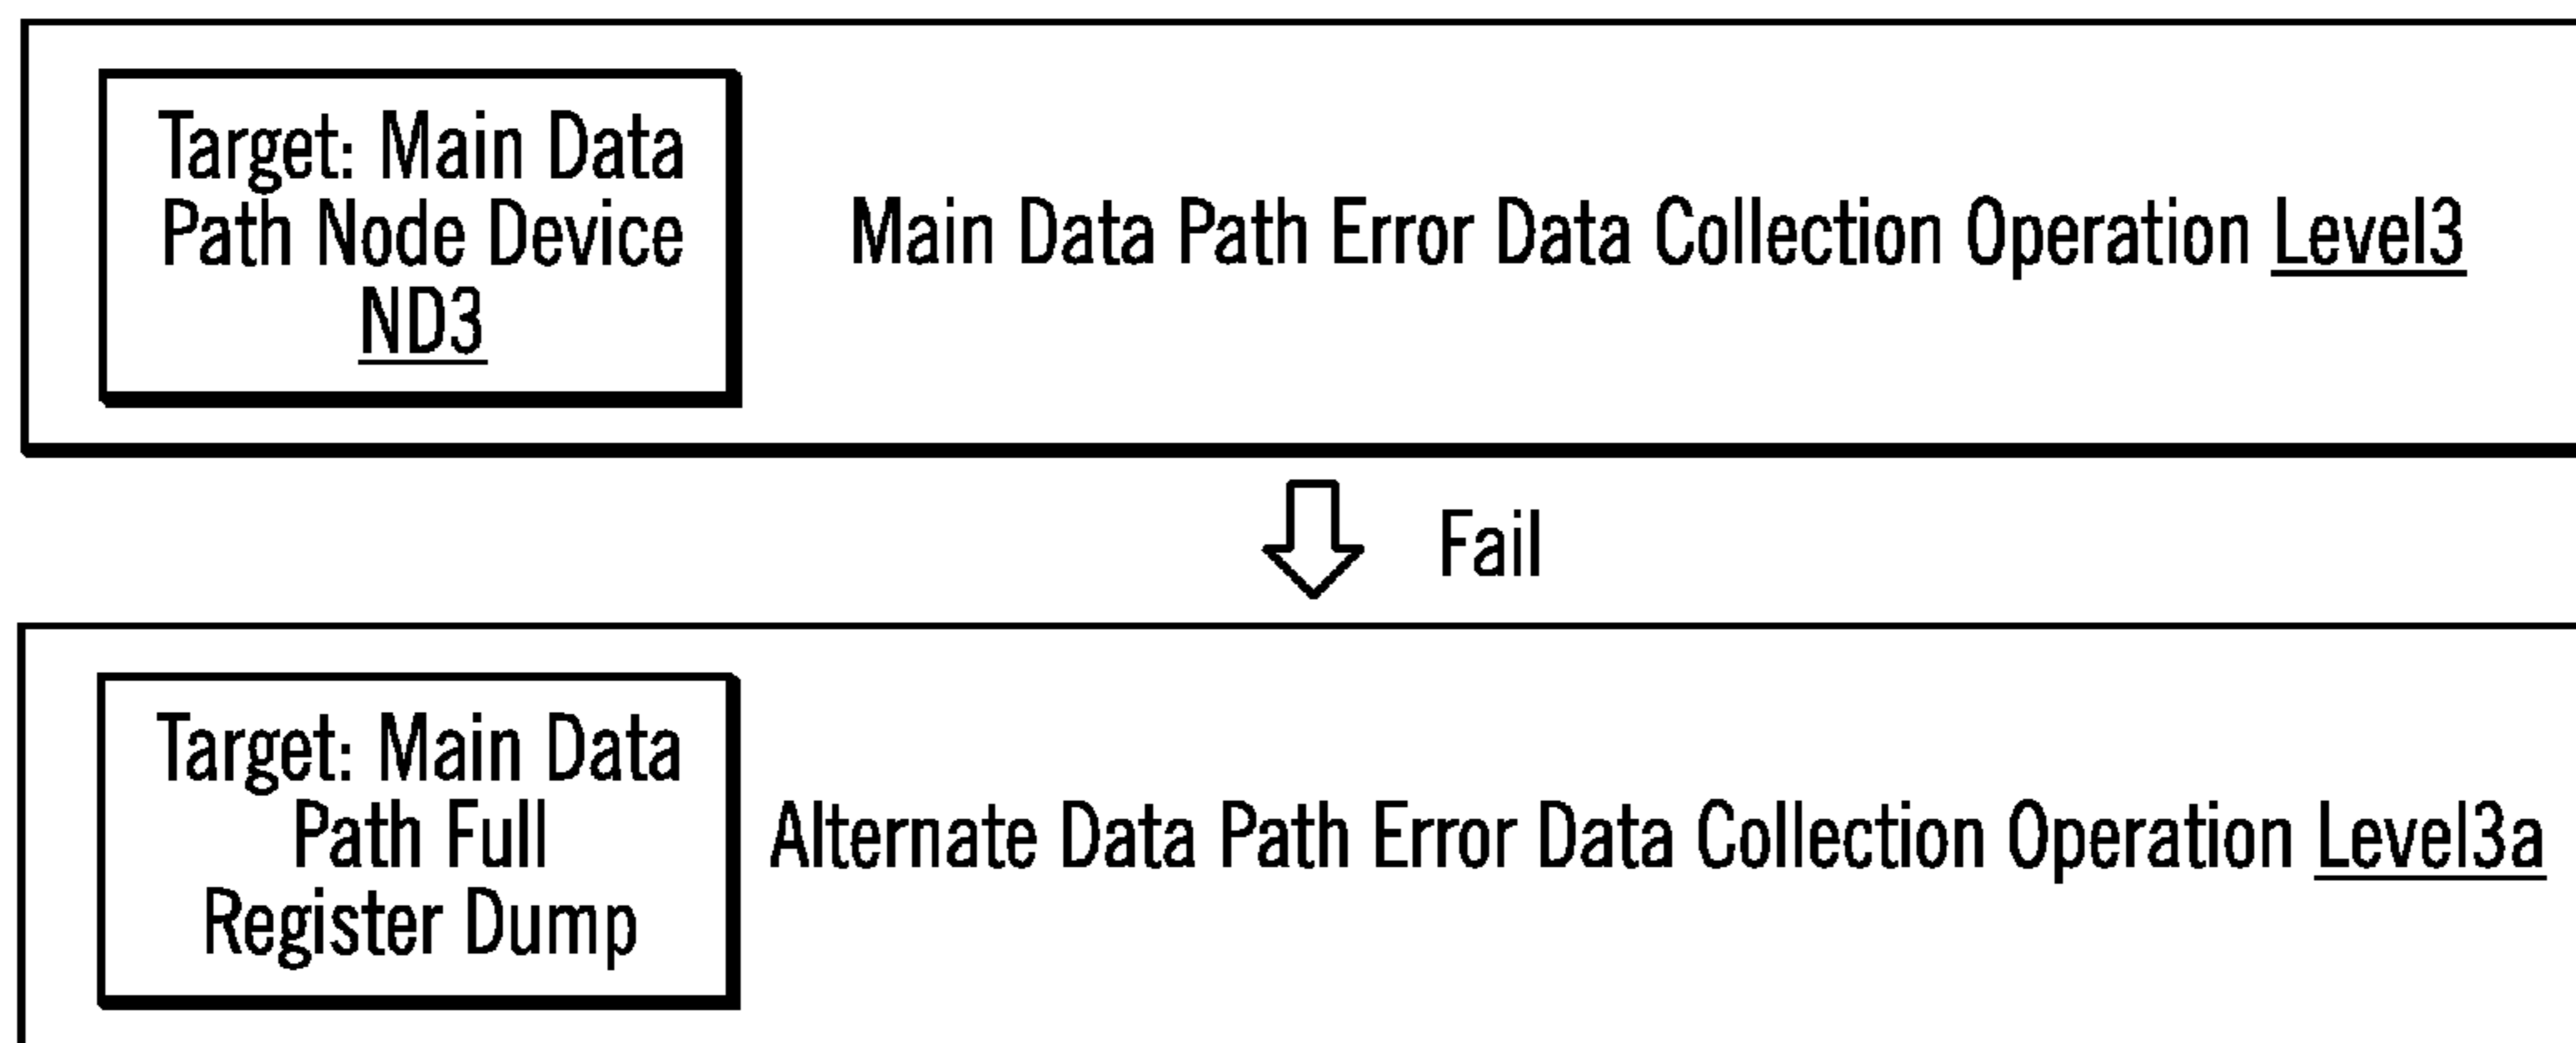 Target: Main Data
Path Node Device
ND3
Main Data Path Error Data Collection Operation Level3
Fail
Target: Main Data
Path Full
Register Dump
Alternate Data Path Error Data Collection Operation Level3a